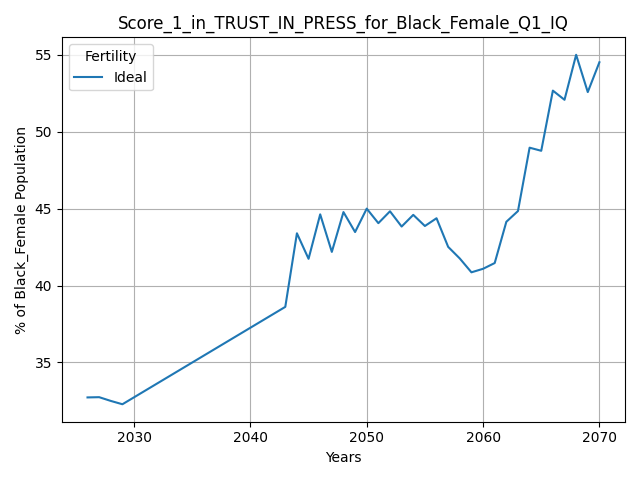 Score_1_in_TRUST_IN_PRESS_for_Black_Female_Q1_IQ
Fertility
Ideal
% of Black_Female Population
55
50
45
40
35
2030 2040 2050 2060 2070
Years